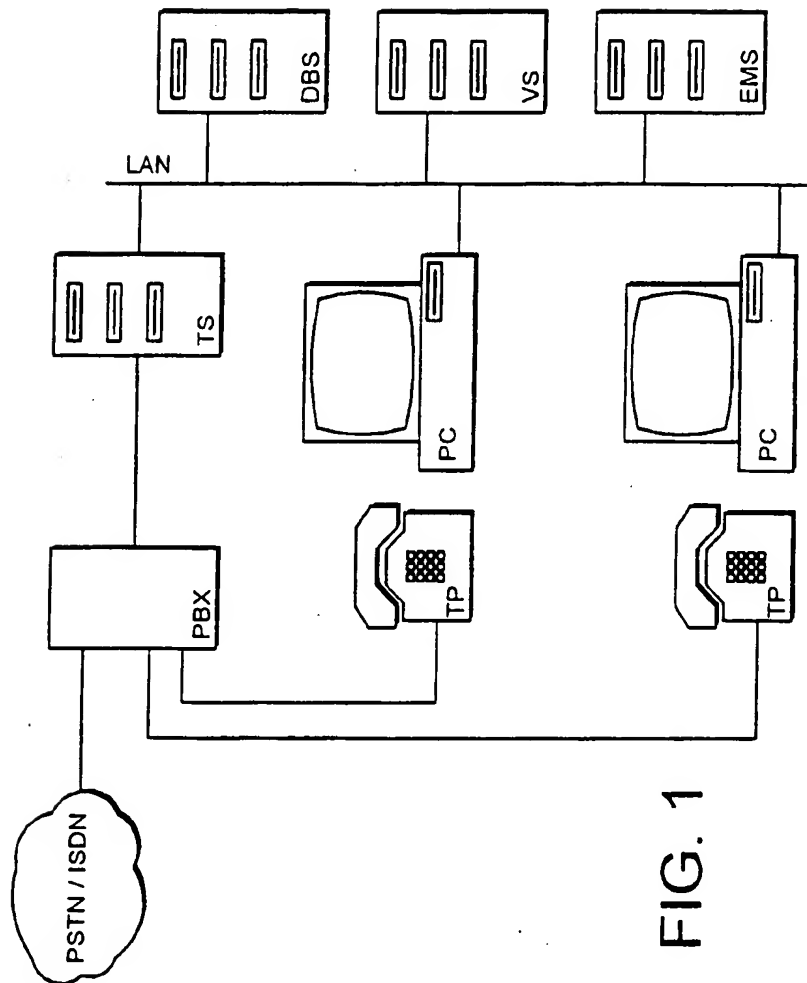 PSTN / ISDN
PBX
TS
LAN
DBS
VS
EMS
TP
PC
TP
PC
FIG. 1